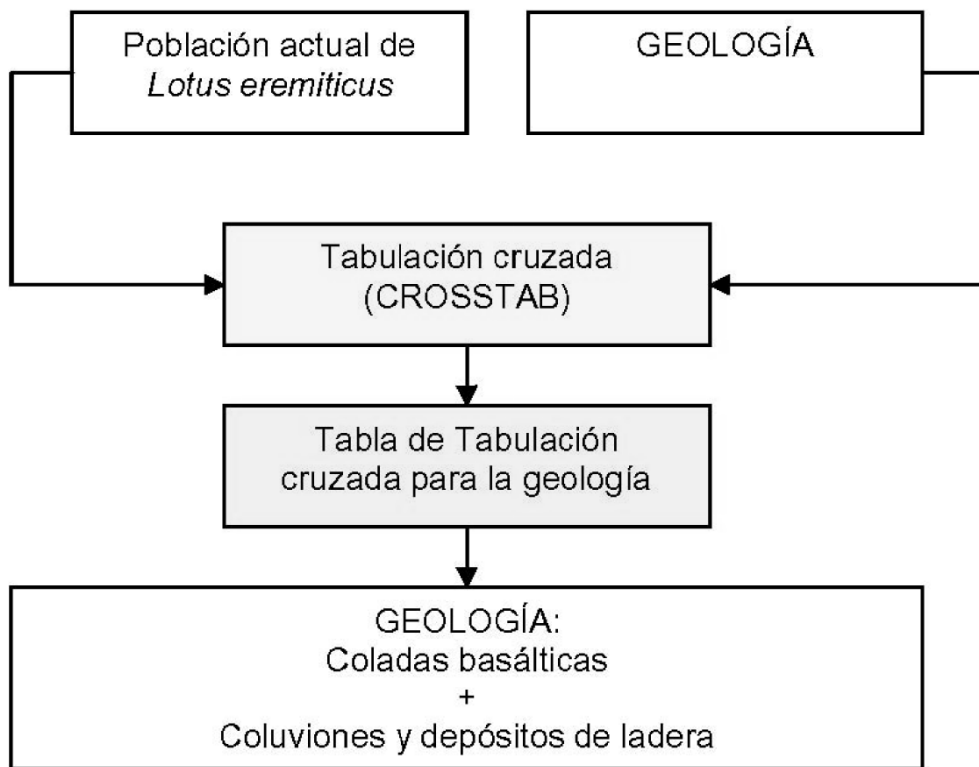 Población actual de
Lotus eremiticus
GEOLOGÍA
Tabulación cruzada
(CROSSTAB)
Tabla de Tabulación
cruzada para la geología
GEOLOGÍA:
Coladas basálticas
+
Coluviones y depósitos de ladera